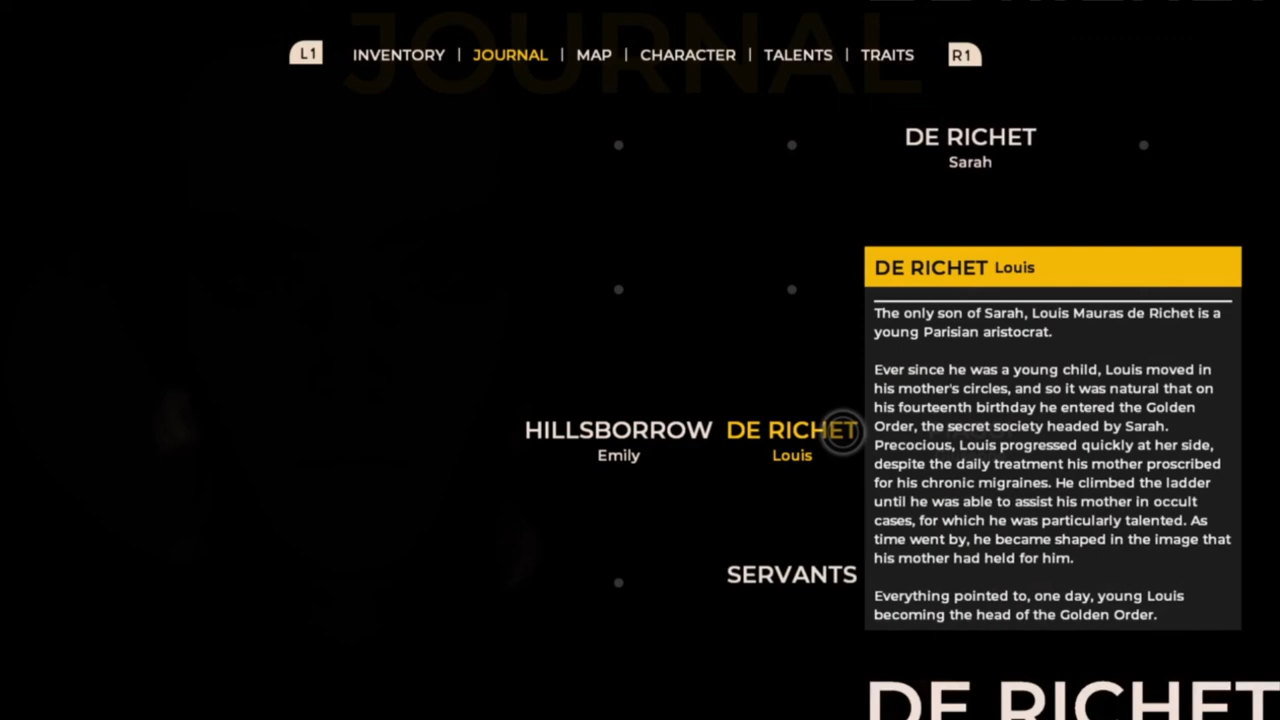 JOURNAL
L1 INVENTORY | JOURNAL | MAP | CHARACTER | TALENTS | TRAITS R1
DE RICHET
Sarah
DE RICHET Louis
The only son of Sarah, Louis Mauras de Richet is a
young Parisian aristocrat.
Ever since he was a young child, Louis moved in
his mother's circles, and so it was natural that on
his fourteenth birthday he entered the Golden
Order, the secret society headed by Sarah.
Precocious, Louis progressed quickly at her side,
despite the daily treatment his mother proscribed
for his chronic migraines. He climbed the ladder
until he was able to assist his mother in occult
cases, for which he was particularly talented. As
time went by, he became shaped in the image that
his mother had held for him.
Everything pointed to, one day, young Louis
becoming the head of the Golden Order.
HILLSBORROW
Emily
DE RICHET
Louis
SERVANTS
DE RICHET